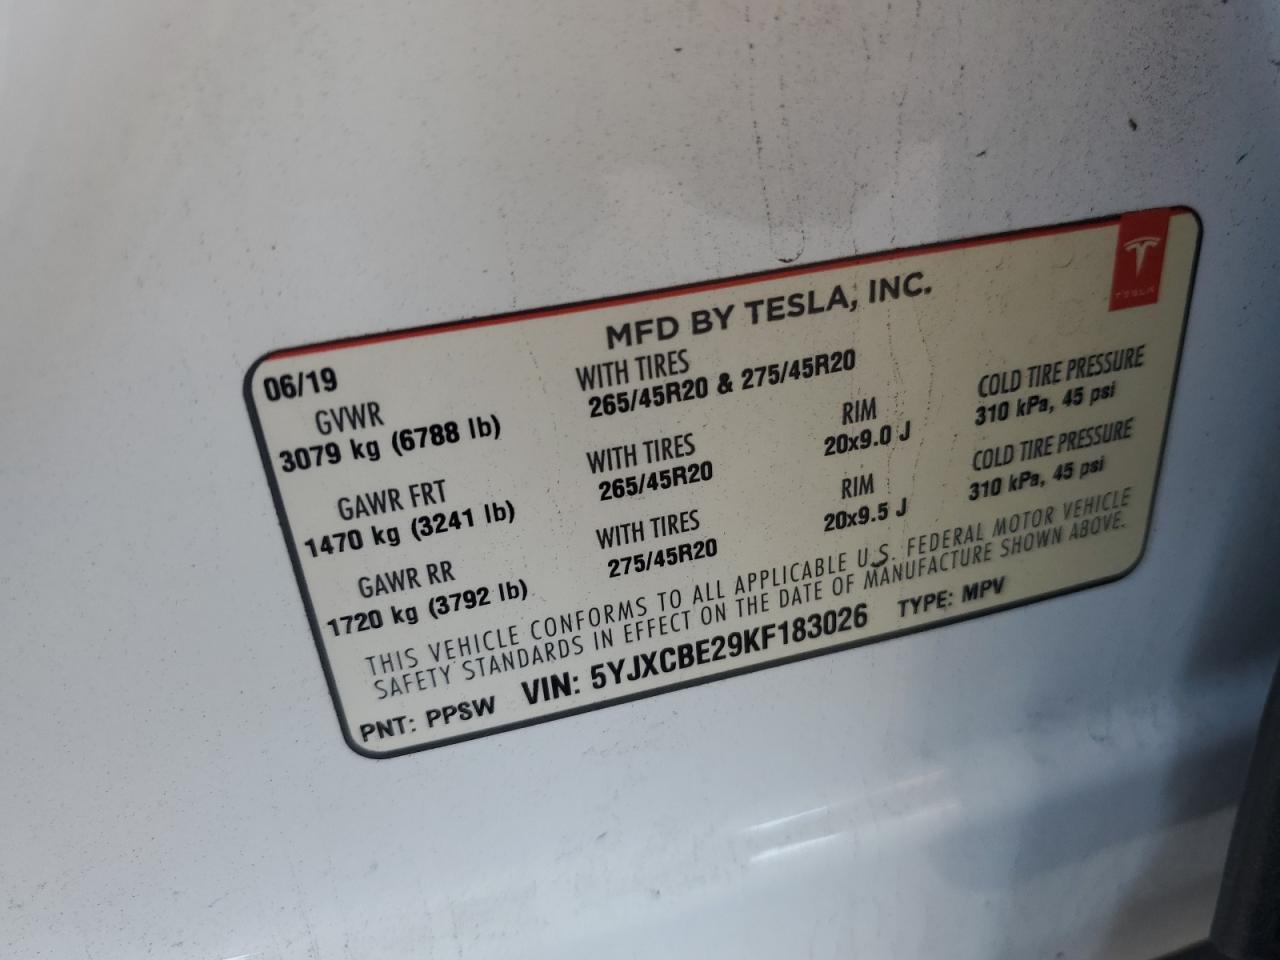 MFD BY TESLA, INC.
TESLA
06/19
GVWR
3079 kg (6788 lb)
WITH TIRES
265/45R20 & 275/45R20
GAWR FRT
1470 kg (3241 lb)
WITH TIRES
265/45R20
RIM
20x9.0 J
COLD TIRE PRESSURE
310 kPa, 45 psi
GAWR RR
1720 kg (3792 lb)
WITH TIRES
275/45R20
RIM
20x9.5 J
COLD TIRE PRESSURE
310 kPa, 45 psi
THIS VEHICLE CONFORMS TO ALL APPLICABLE U.S. FEDERAL MOTOR VEHICLE
SAFETY STANDARDS IN EFFECT ON THE DATE OF MANUFACTURE SHOWN ABOVE.
PNT: PPSW VIN: 5YJXCBE29KF183026 TYPE: MPV